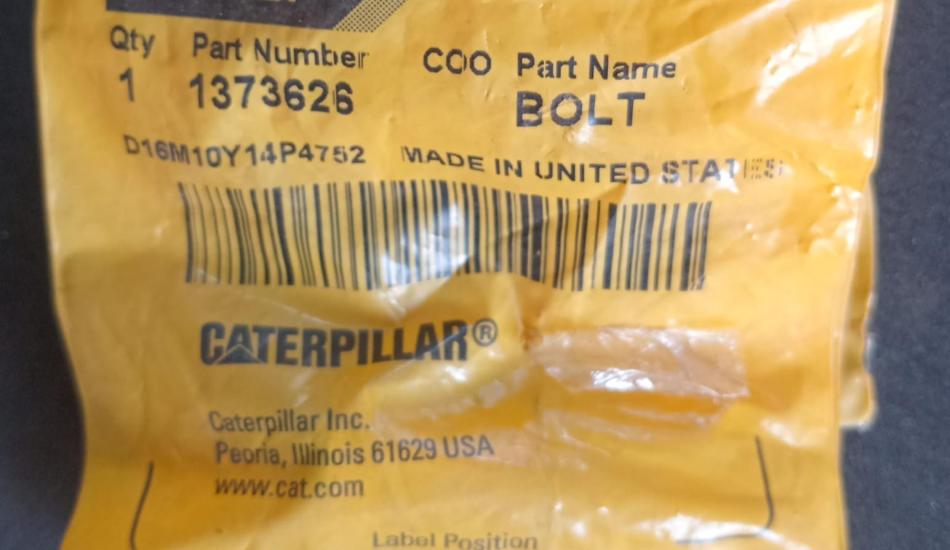 Qty Part Number COO Part Name
1 1373626 BOLT
D16M10Y14P4752 MADE IN UNITED STATES
CATERPILLAR®
Caterpillar Inc.
Peoria, Illinois 61629 USA
www.cat.com
Label Position